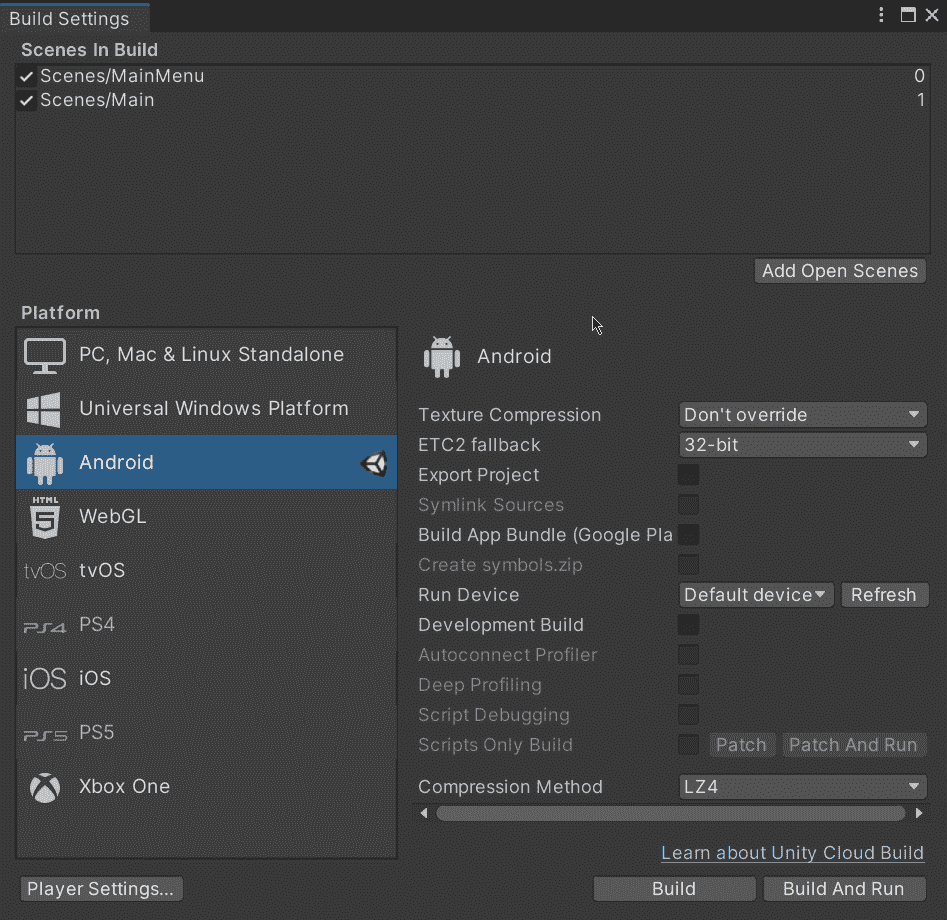 Build Settings
Scenes In Build
Scenes/MainMenu 0
Scenes/Main 1
Add Open Scenes
Platform
PC, Mac & Linux Standalone
Universal Windows Platform
Android
HTML
5
WebGL
tvOS tvOS
PS4 PS4
iOS iOS
PS5 PS5
Xbox One
Android
Texture Compression Don't override
ETC2 fallback 32-bit
Export Project
Symlink Sources
Build App Bundle (Google Pla
Create symbols.zip
Run Device Default device Refresh
Development Build
Autoconnect Profiler
Deep Profiling
Script Debugging
Scripts Only Build Patch Patch And Run
Compression Method LZ4
Learn about Unity Cloud Build
Player Settings... Build Build And Run